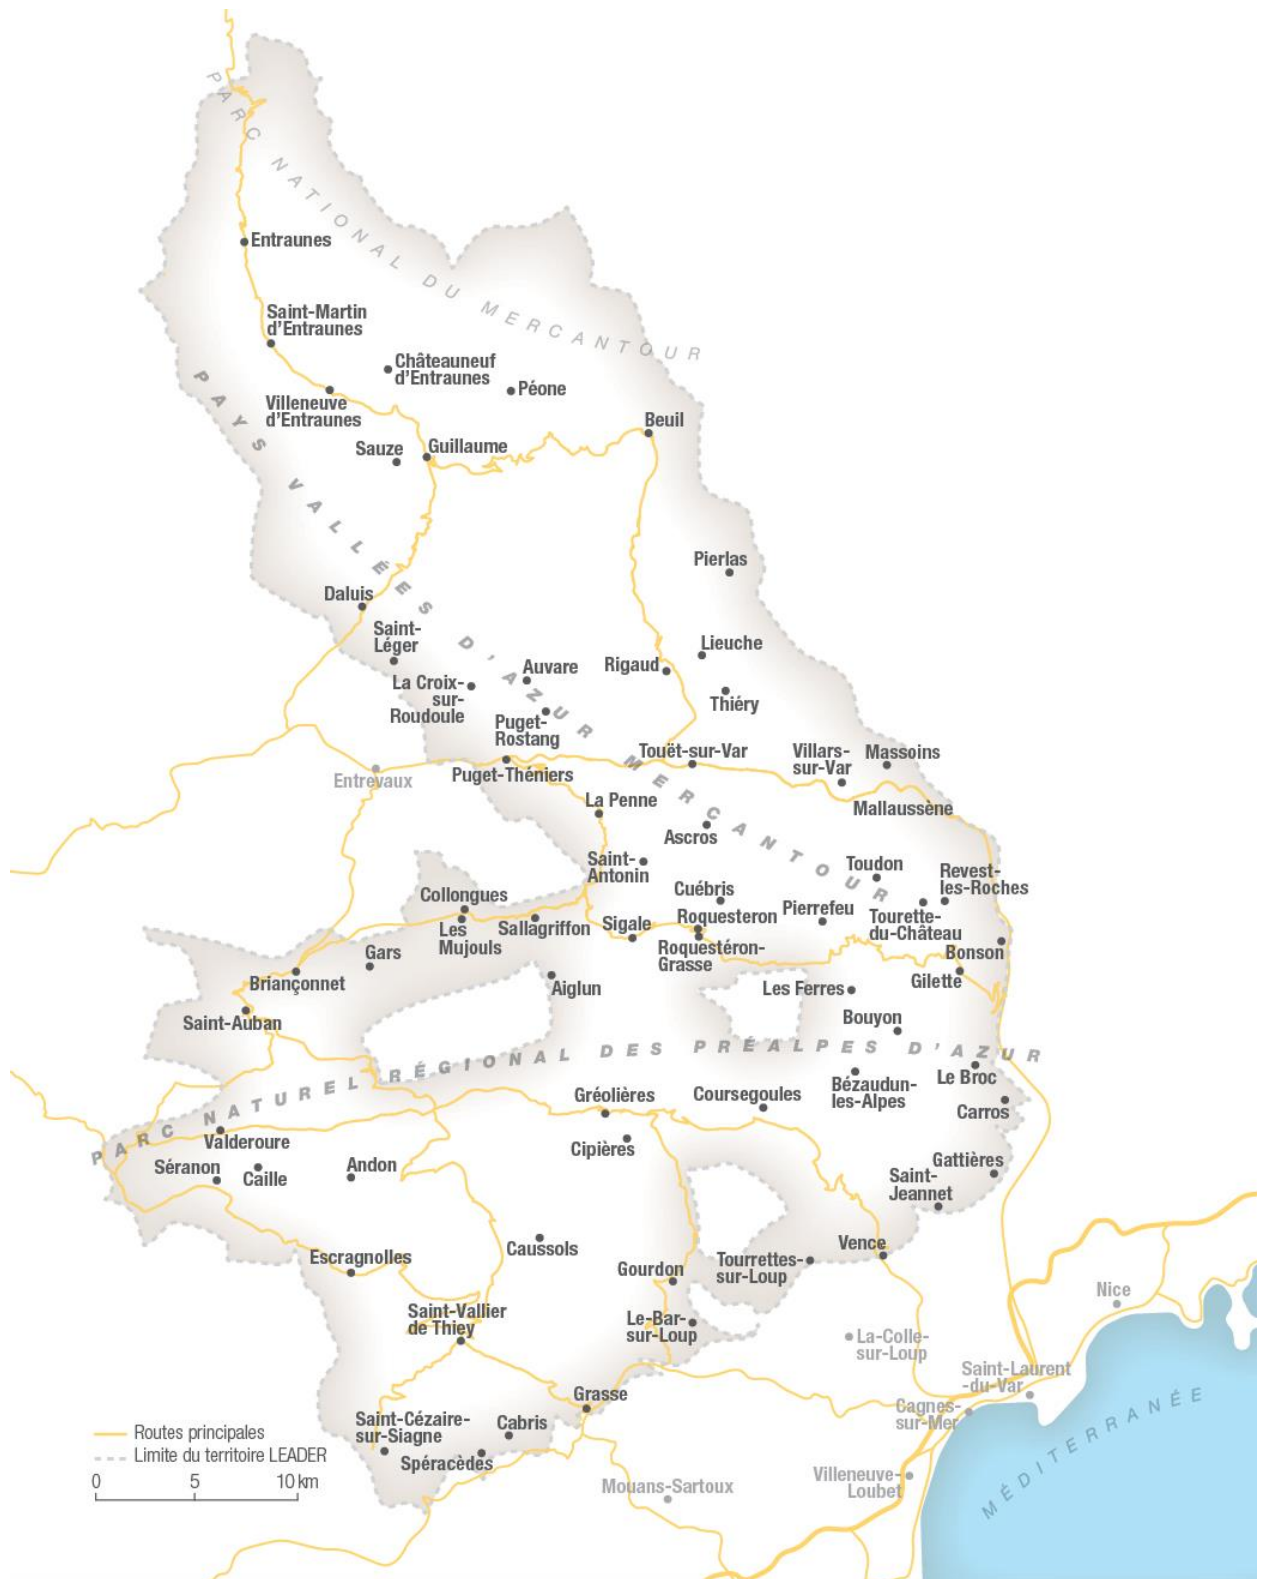 PARC NATIONAL DU MERCANTOUR
Entraunes
Saint-Martin
d'Entraunes
Châteauneuf
d'Entraunes
Péone
Villeneuve
d'Entraunes
Beuil
Sauze
Guillaume
PAYS VALLÉES D'AZUR MERCANTOUR
Pierlas
Daluis
Saint-
Léger
Lieuche
Rigaud
Auvare
La Croix-
sur-
Roudoule
Thiéry
Puget-
Rostang
Touët-sur-Var
Villars-
sur-Var
Massoins
Entrevaux
Puget-Théniers
La Penne
Mallaussène
Ascros
Saint-
Antonin
Toudon
Revest-
les-Roches
Cuébris
Collongues
Pierrefeu
Roquesteron
Tourette-
du-Château
Sigale
Les
Mujouls
Sallagriffon
Roquestéron-
Grasse
Bonson
Gars
Gilette
Briançonnet
Aiglun
Les Ferres
Saint-Auban
Bouyon
PARC NATUREL RÉGIONAL DES PRÉALPES D'AZUR
Le Broc
Bézaudun-
les-Alpes
Gréolières
Coursegoules
Carros
Valderoure
Cipières
Séranon
Caille
Andon
Gattières
Saint-
Jeannet
Caussols
Vence
Escragnolles
Gourdon
Tourrettes-
sur-Loup
Nice
Saint-Vallier
de Thiey
Le-Bar-
sur-Loup
La-Colle-
sur-Loup
Saint-Laurent
-du-Var
Grasse
Cagnes-
sur-Mer
MÉDITERRANÉE
Saint-Cézaire-
sur-Siagne
Cabris
Spéracèdes
Villeneuve-
Loubet
Mouans-Sartoux
Routes principales
Limite du territoire LEADER
0 5 10 km